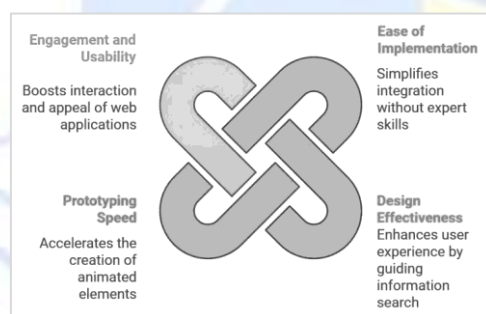 Engagement and
Usability
Boosts interaction
and appeal of web
applications
Ease of
Implementation
Simplifies
integration
without expert
skills
Prototyping
Speed
Accelerates the
creation of
animated
elements
Design
Effectiveness
Enhances user
experience by
guiding
information
search